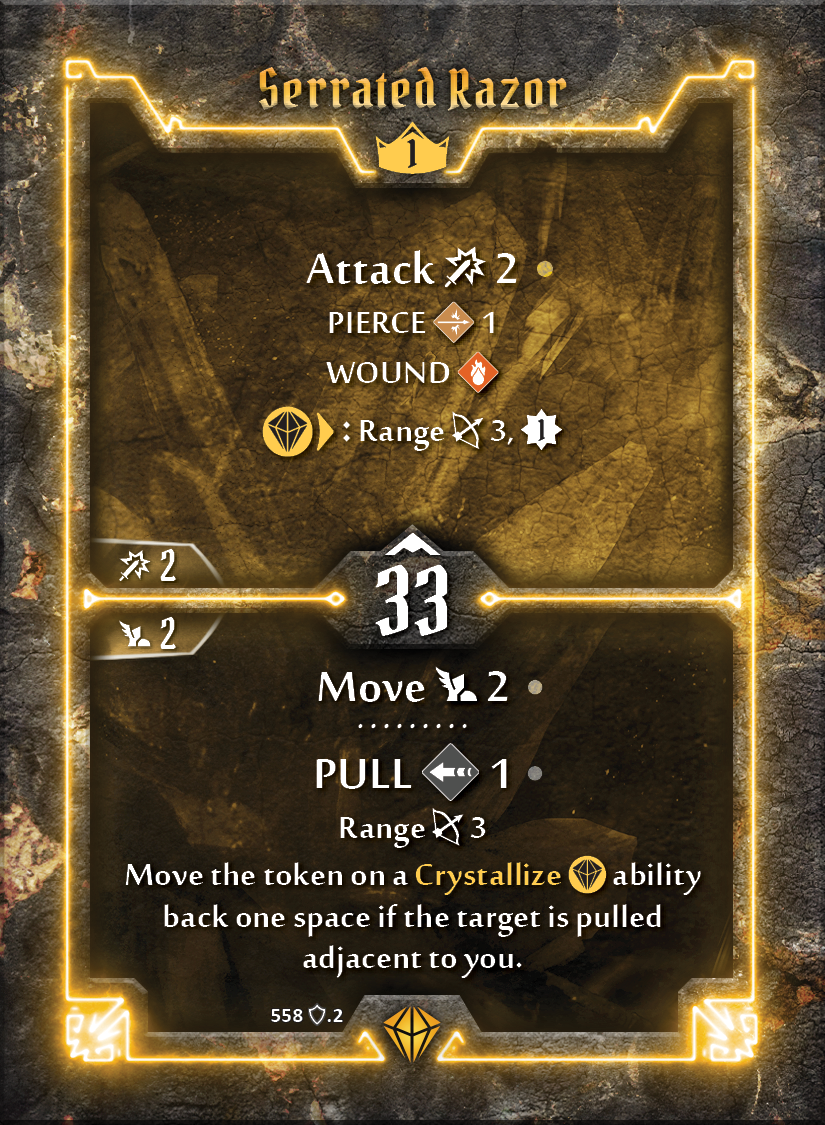 Serrated Razor
1
Attack 2
PIERCE 1
WOUND
: Range 3, 1
2
33
2
Move 2
PULL 1
Range 3
Move the token on a Crystallize ability
back one space if the target is pulled
adjacent to you.
558 .2